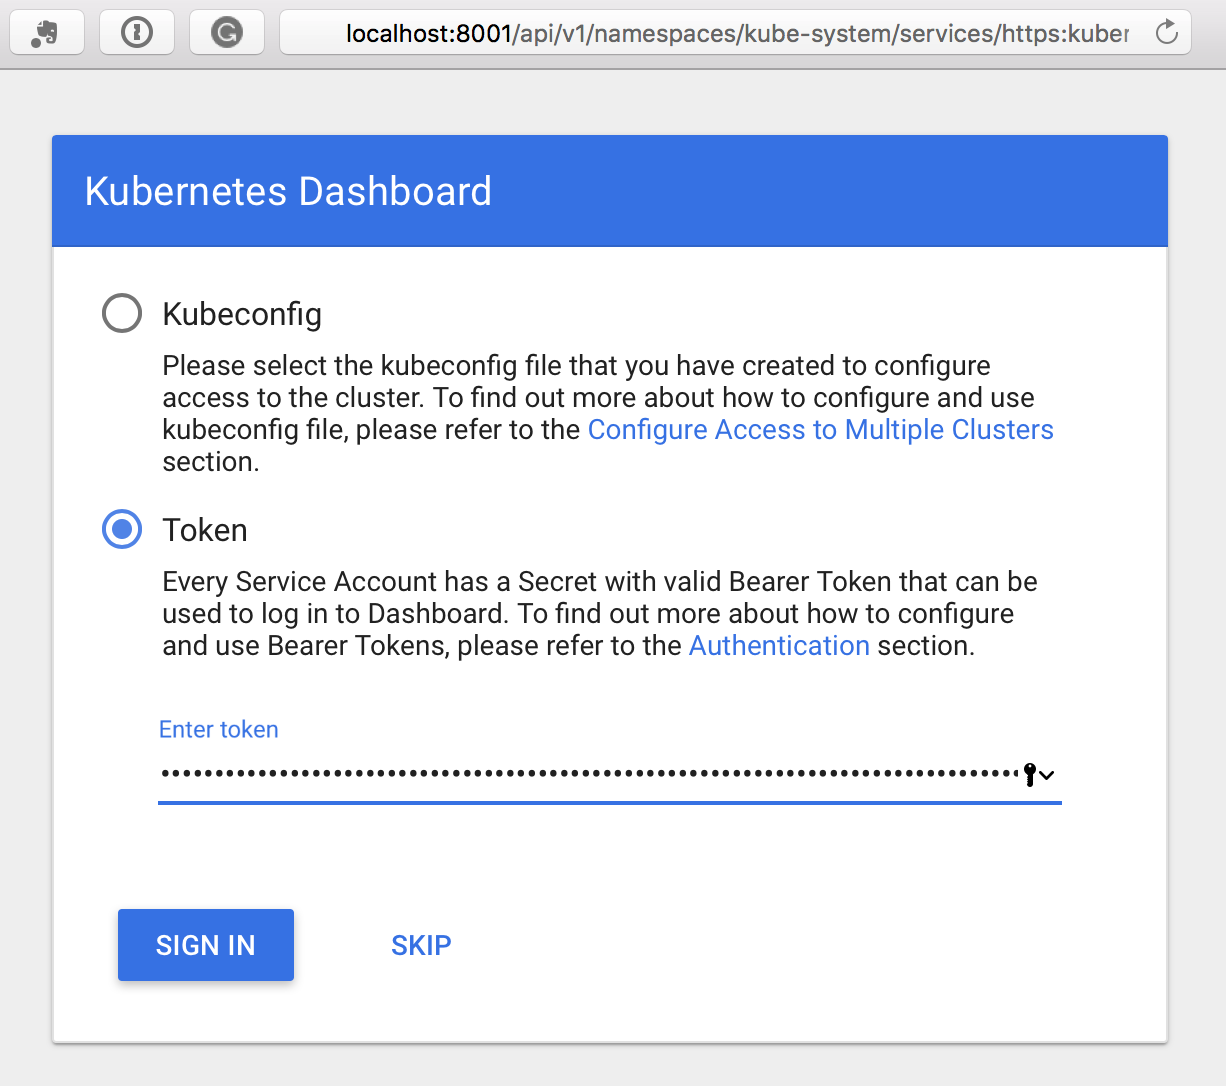 localhost:8001/api/v1/namespaces/kube-system/services/https:kuber
Kubernetes Dashboard
Kubeconfig
Please select the kubeconfig file that you have created to configure
access to the cluster. To find out more about how to configure and use
kubeconfig file, please refer to the Configure Access to Multiple Clusters
section.
Token
Every Service Account has a Secret with valid Bearer Token that can be
used to log in to Dashboard. To find out more about how to configure
and use Bearer Tokens, please refer to the Authentication section.
Enter token
SIGN IN
SKIP